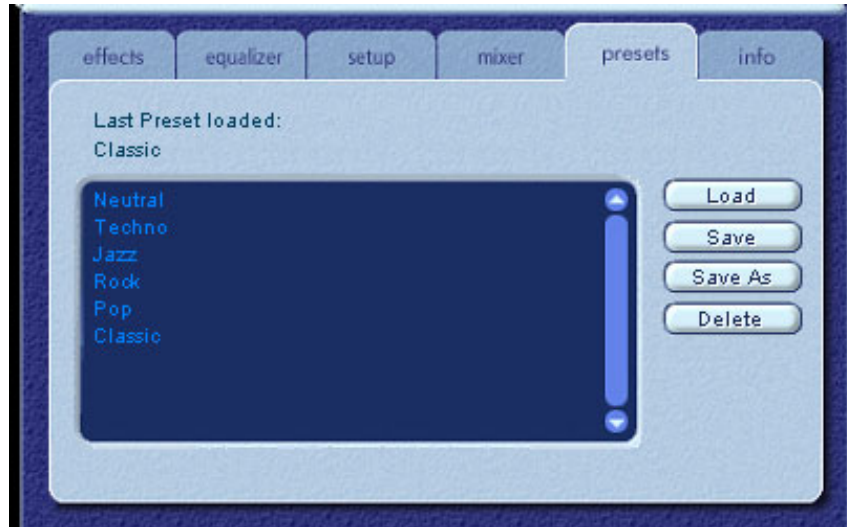 effects equalizer setup mixer presets info
Last Preset loaded:
Classic
Neutral
Techno
Jazz
Rock
Pop
Classic
Load
Save
Save As
Delete